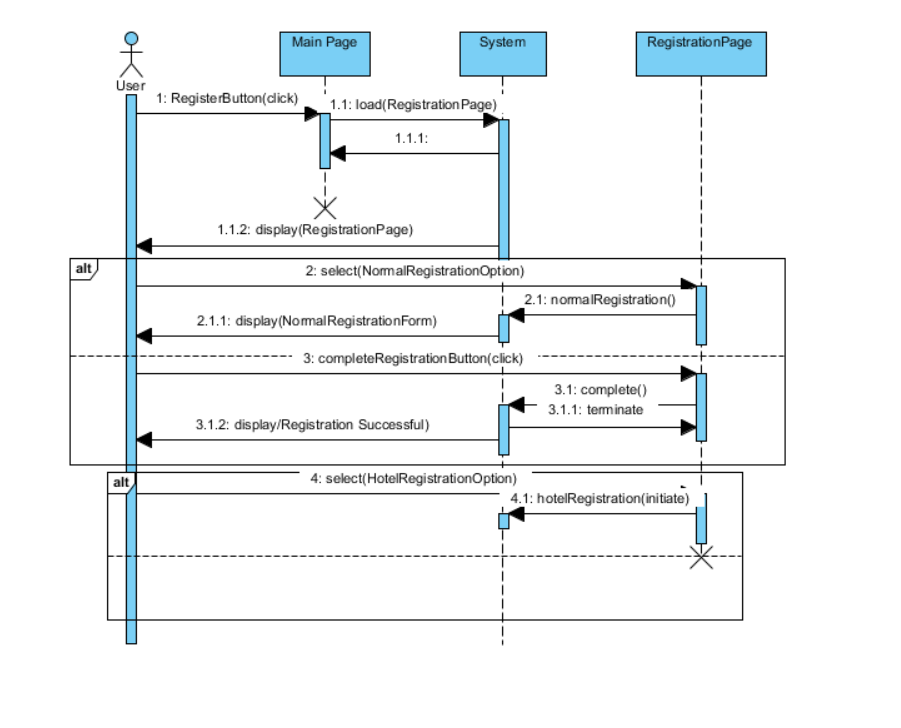 Main Page
System
RegistrationPage
User
1: RegisterButton(click)
1.1: load(RegistrationPage)
1.1.1:
1.1.2: display(RegistrationPage)
alt
2: select(NormalRegistrationOption)
2.1: normalRegistration()
2.1.1: display(NormalRegistrationForm)
3: completeRegistrationButton(click)
3.1: complete()
3.1.1: terminate
3.1.2: display/Registration Successful)
alt
4: select(HotelRegistrationOption)
4.1: hotelRegistration(initiate)